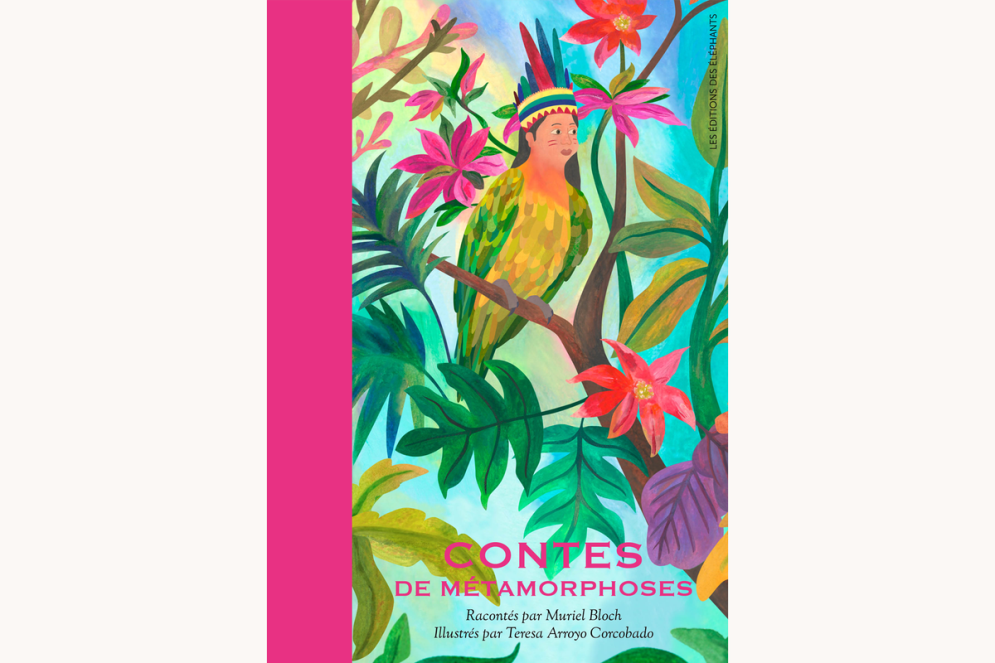 LES ÉDITIONS DES ÉLÉPHANTS
CONTES
DE MÉTAMORPHOSES
Racontés par Muriel Bloch
Illustrés par Teresa Arroyo Corcobado